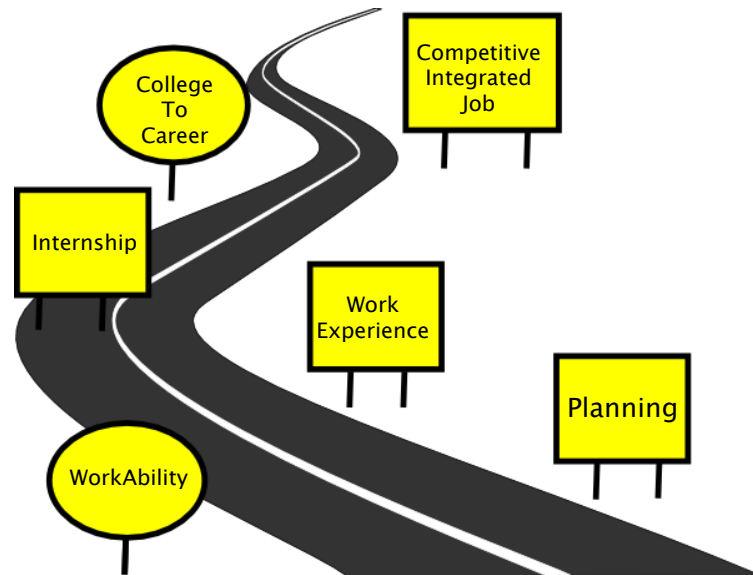 College
To
Career
Competitive
Integrated
Job
Internship
Work
Experience
Planning
WorkAbility